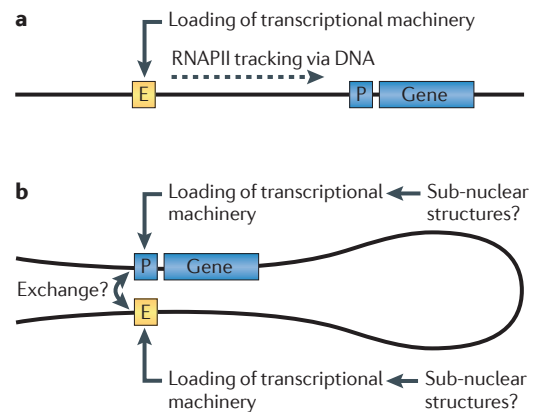 a
Loading of transcriptional machinery
RNAPII tracking via DNA
E
P
Gene
b
Loading of transcriptional
machinery
Sub-nuclear
structures?
P
Gene
Exchange?
E
Loading of transcriptional
machinery
Sub-nuclear
structures?